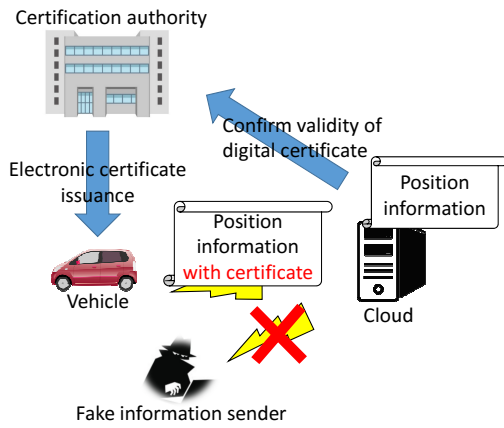 Certification authority
Confirm validity of
digital certificate
Electronic certificate
issuance
Position
information
Position
information
with certificate
Vehicle
Cloud
Fake information sender